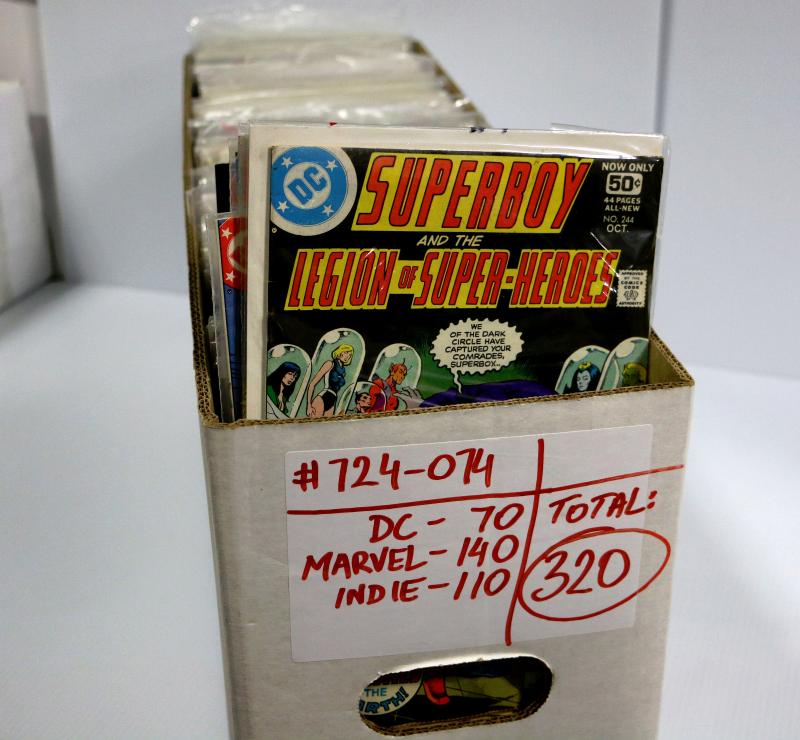 DC
SUPERBOY
AND THE
LEGION OF SUPER-HEROES
NOW ONLY
50¢
44 PAGES
ALL-NEW
NO. 244
OCT.
APPROVED
BY THE
COMICS
CODE
AUTHORITY
WE
OF THE DARK
CIRCLE HAVE
CAPTURED YOUR
COMRADES,
SUPERBOY...
#724-074
DC - 70
MARVEL - 140
INDIE - 110
TOTAL:
320
THE